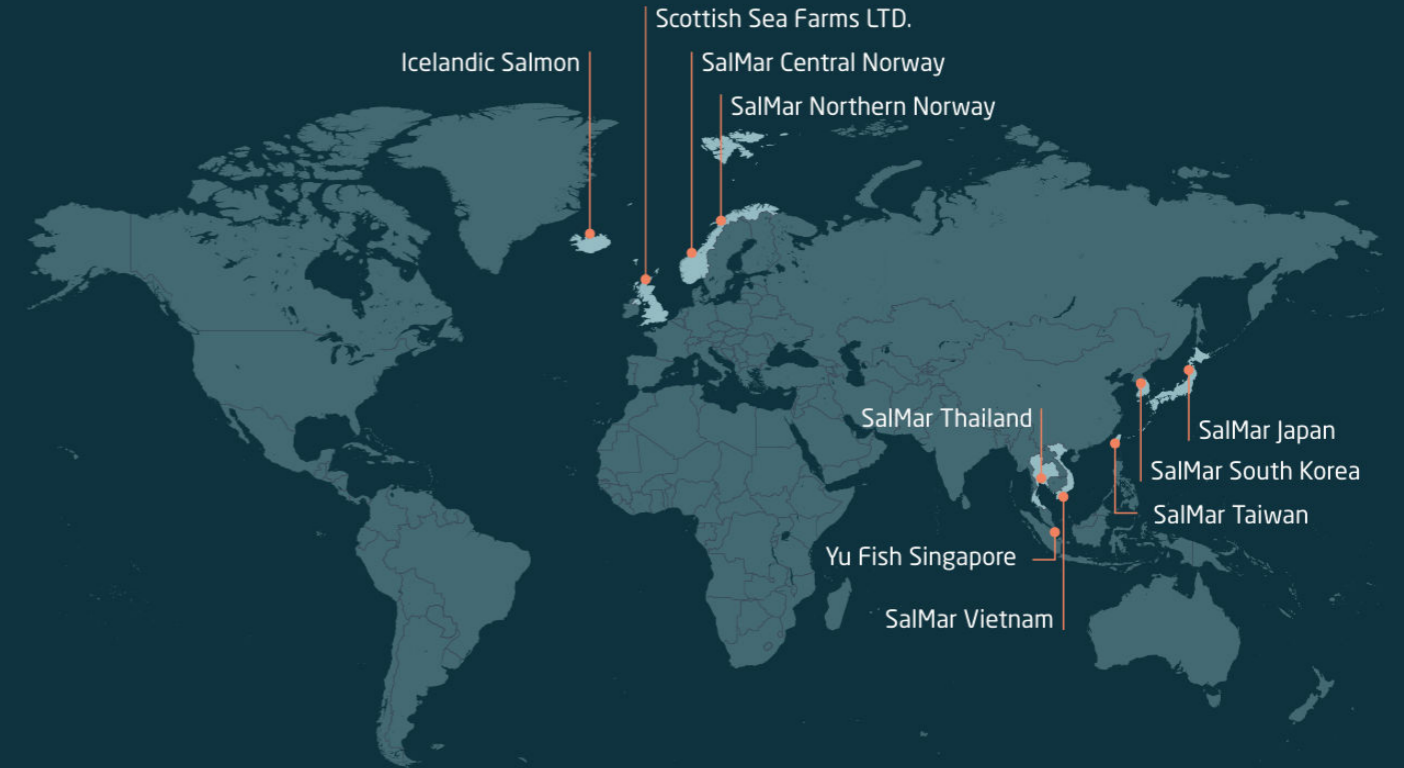 Scottish Sea Farms LTD.
Icelandic Salmon
SalMar Central Norway
SalMar Northern Norway
SalMar Thailand
SalMar Japan
SalMar South Korea
SalMar Taiwan
Yu Fish Singapore
SalMar Vietnam